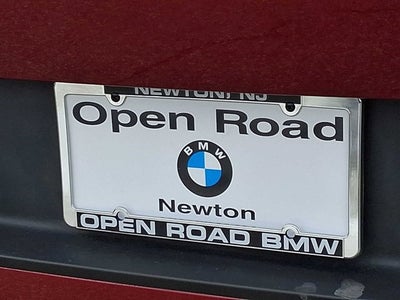 NEWTON, NJ
Open Road
BMW
Newton
OPEN ROAD BMW